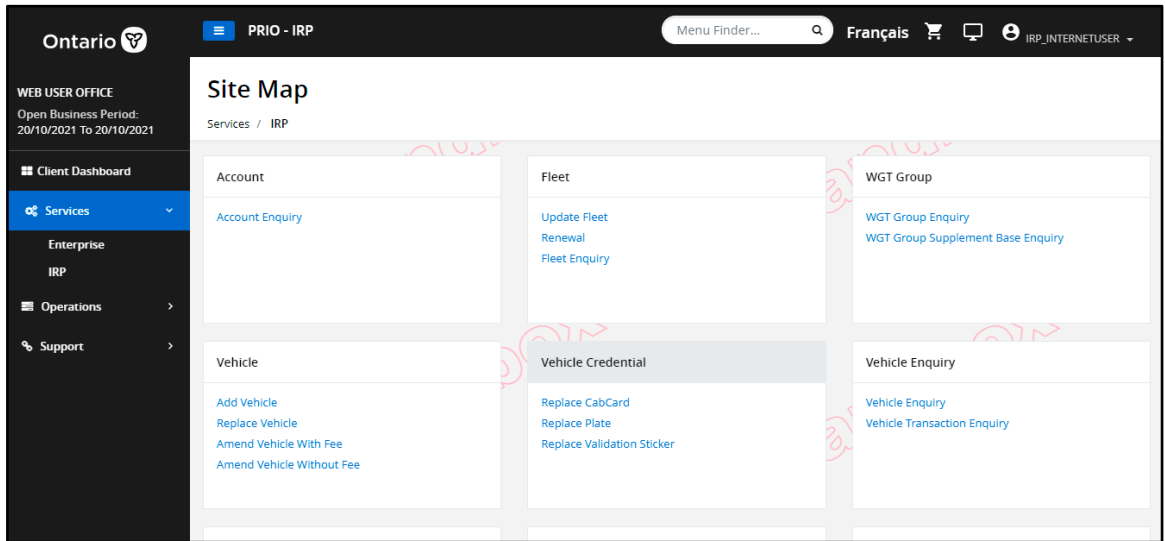 Ontario
PRIO - IRP
Menu Finder...
Français
IRP_INTERNETUSER
WEB USER OFFICE
Open Business Period:
20/10/2021 To 20/10/2021
Client Dashboard
Services
Enterprise
IRP
Operations
Support
Site Map
Services / IRP
Account
Account Enquiry
Fleet
Update Fleet
Renewal
Fleet Enquiry
WGT Group
WGT Group Enquiry
WGT Group Supplement Base Enquiry
Vehicle
Add Vehicle
Replace Vehicle
Amend Vehicle With Fee
Amend Vehicle Without Fee
Vehicle Credential
Replace CabCard
Replace Plate
Replace Validation Sticker
Vehicle Enquiry
Vehicle Enquiry
Vehicle Transaction Enquiry